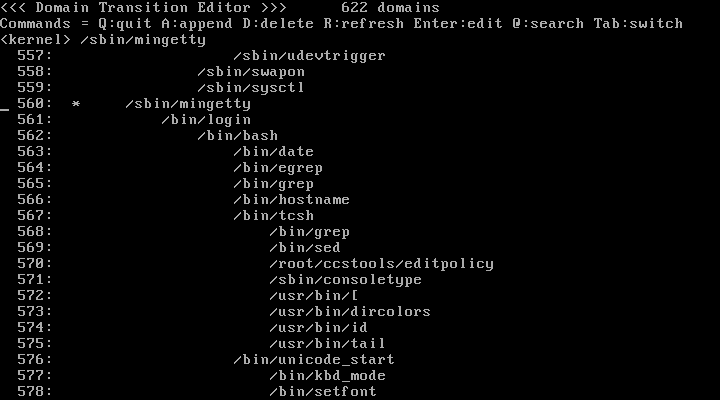 <<< Domain Transition Editor >>>      622 domains
Commands = Q:quit A:append D:delete R:refresh Enter:edit @:search Tab:switch
<kernel> /sbin/mingetty
  557:                    /sbin/udevtrigger
  558:                /sbin/swapon
  559:                /sbin/sysctl
_ 560:  *     /sbin/mingetty
  561:            /bin/login
  562:                /bin/bash
  563:                    /bin/date
  564:                    /bin/egrep
  565:                    /bin/grep
  566:                    /bin/hostname
  567:                    /bin/tcsh
  568:                        /bin/grep
  569:                        /bin/sed
  570:                        /root/ccstools/editpolicy
  571:                        /sbin/consoletype
  572:                        /usr/bin/[
  573:                        /usr/bin/dircolors
  574:                        /usr/bin/id
  575:                        /usr/bin/tail
  576:                    /bin/unicode_start
  577:                        /bin/kbd_mode
  578:                        /bin/setfont